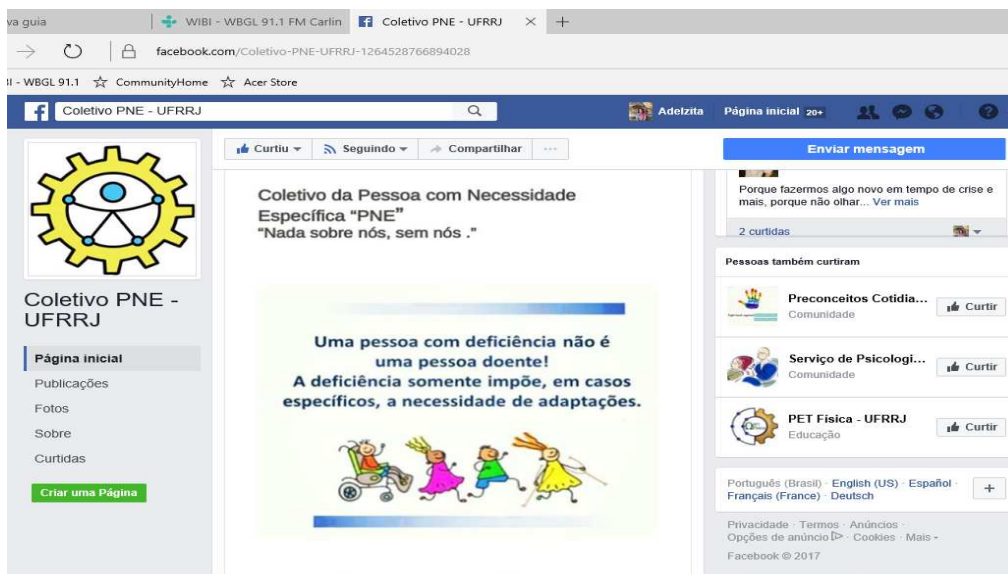 va guia
WIBI - WBGL 91.1 FM Carlin
Coletivo PNE - UFRRJ
facebook.com/Coletivo-PNE-UFRRJ-1264528766894028
BI - WBGL 91.1 CommunityHome Acer Store
Coletivo PNE - UFRRJ
Adelzita Página inicial 20+
Curtiu Seguindo Compartilhar ...
Enviar mensagem
Coletivo PNE -
UFRRJ
Página inicial
Publicações
Fotos
Sobre
Curtidas
Criar uma Página
Coletivo da Pessoa com Necessidade
Específica “PNE”
“Nada sobre nós, sem nós .”
Uma pessoa com deficiência não é
uma pessoa doente!
A deficiência somente impõe, em casos
específicos, a necessidade de adaptações.
Porque fazermos algo novo em tempo de crise e
mais, porque não olhar... Ver mais
2 curtidas
Pessoas também curtiram
Preconceitos Cotidia...
Comunidade
Curtir
Serviço de Psicologi...
Comunidade
Curtir
PET Física - UFRRJ
Educação
Curtir
Português (Brasil) · English (US) · Español ·
Français (France) · Deutsch
Privacidade · Termos · Anúncios ·
Opções de anúncio · Cookies · Mais
Facebook © 2017